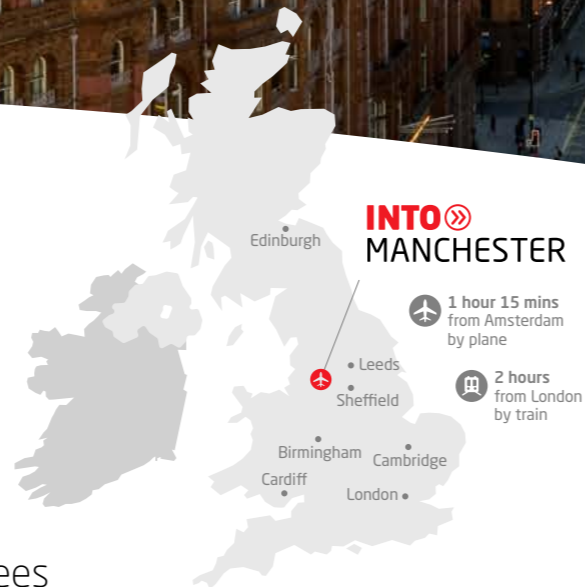 INTO
MANCHESTER
Edinburgh
1 hour 15 mins
from Amsterdam
by plane
Leeds
2 hours
from London
by train
Sheffield
Birmingham
Cambridge
Cardiff
London
ees